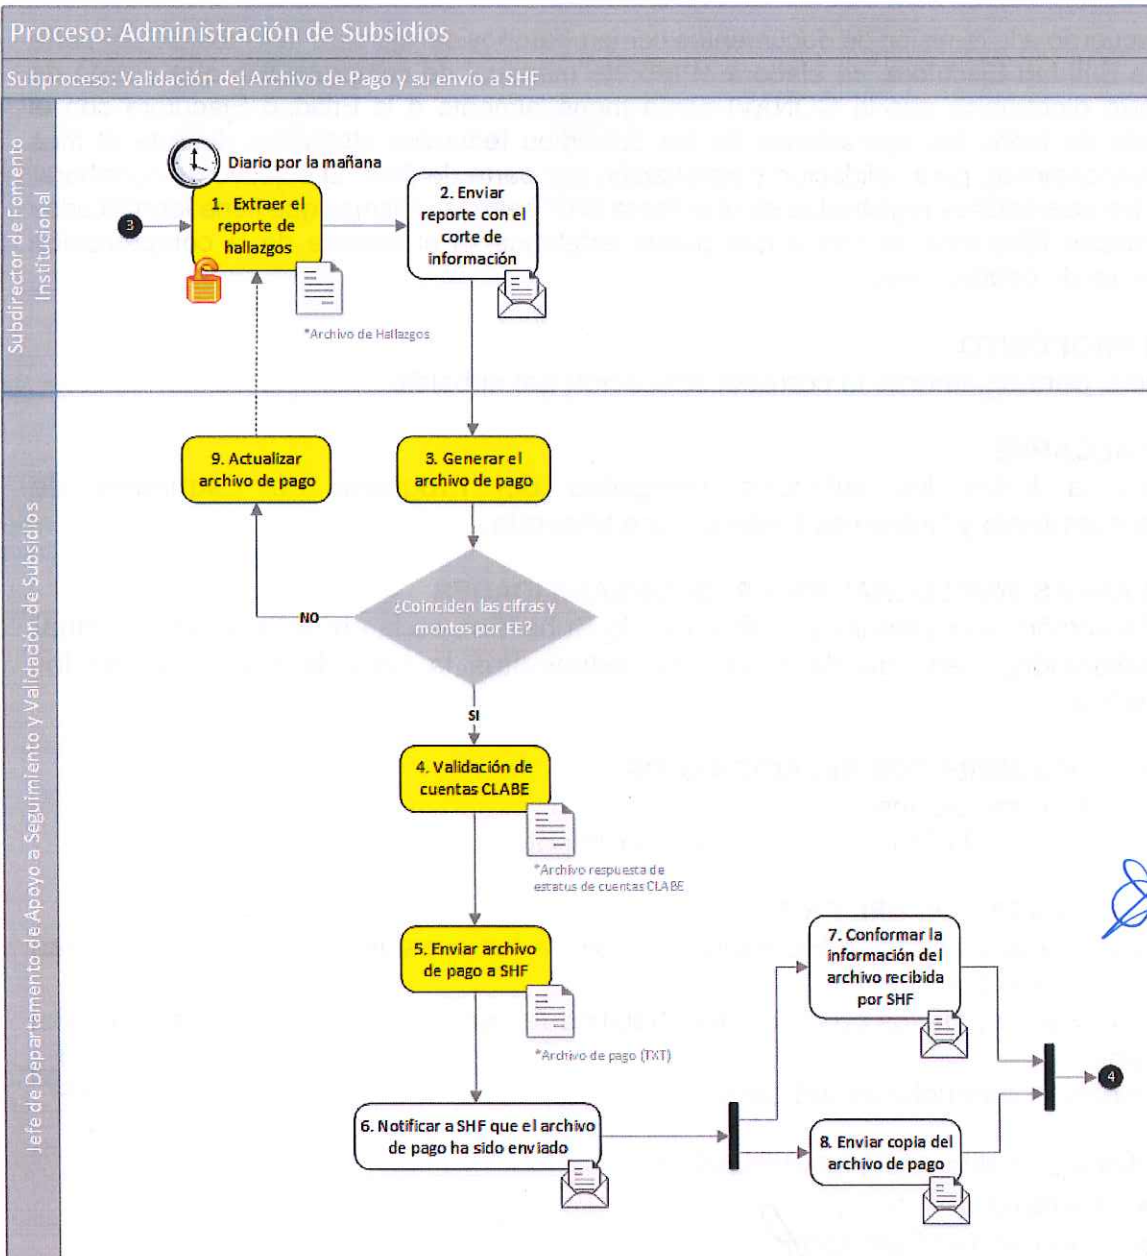 Proceso: Administración de Subsidios
Subproceso: Validación del Archivo de Pago y su envío a SHF
Subdirector de Fomento
Institucional
Diario por la mañana
3
1. Extraer el
reporte de
hallazgos
*Archivo de Hallazgos
2. Enviar
reporte con el
corte de
información
Jefe de Departamento de Apoyo a Seguimiento y Validación de Subsidios
9. Actualizar
archivo de pago
3. Generar el
archivo de pago
¿Coinciden las cifras y
montos por EE?
NO
SI
4. Validación de
cuentas CLABE
*Archivo respuesta de
estatus de cuentas CLABE
5. Enviar archivo
de pago a SHF
*Archivo de pago (TXT)
6. Notificar a SHF que el archivo
de pago ha sido enviado
7. Conformar la
información del
archivo recibida
por SHF
8. Enviar copia del
archivo de pago
4